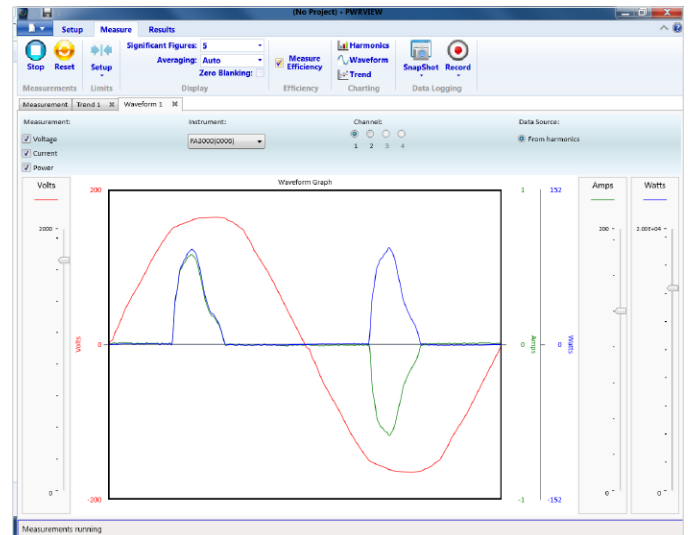 (No Project) - PWRVIEW
Setup Measure Results
Stop Reset
Measurements
Setup
Limits
Significant Figures: 5
Averaging: Auto
Zero Blanking:
Display
Measure Efficiency
Efficiency
Harmonics
Waveform
Trend
Charting
SnapShot Record
Data Logging
Measurement Trend 1 Waveform 1
Measurement: Instrument: Channel: Data Source:
Voltage PA3000(0000) From harmonics
Current 1 2 3 4
Power
Volts Waveform Graph Amps Watts
200 1 152
2000 200 2.00E+04
Volts 0 0 Amps 0 Watts
0 0 0
-200 -1 -152
Measurements running